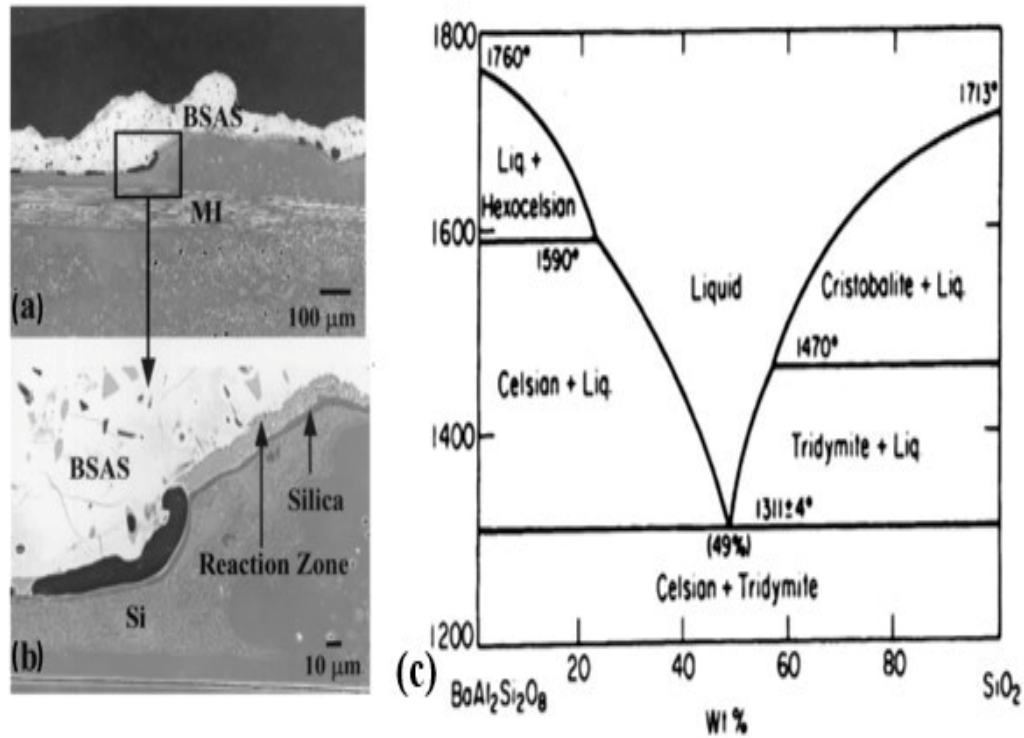 BSAS
MI
(a)
100 μm
BSAS
Silica
Reaction Zone
Si
(b)
10 μm
1800
1760°
1713°
Liq. +
Hexocelsian
1600
1590°
Liquid
Cristobalite + Liq.
1470°
Celsian + Liq.
1400
Tridymite + Liq.
1311±4°
(49%)
Celsian + Tridymite
1200
(c)
20
40
60
80
BaAl₂Si₂O₈
SiO₂
Wt %